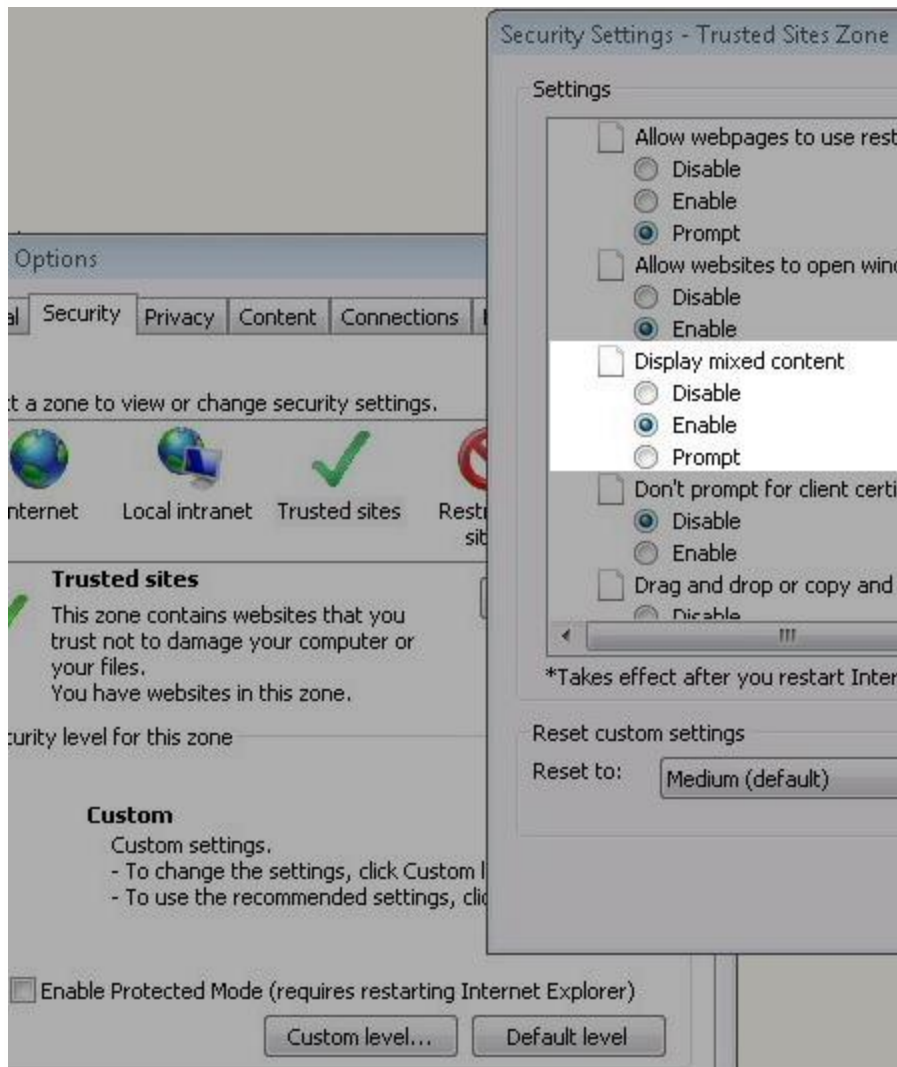 Security Settings - Trusted Sites Zone
Settings
Allow webpages to use rest
Disable
Enable
Prompt
Allow websites to open wind
Disable
Enable
Display mixed content
Disable
Enable
Prompt
Don't prompt for client certi
Disable
Enable
Drag and drop or copy and
Disable
*Takes effect after you restart Inter
Reset custom settings
Reset to: Medium (default)
Options
al Security Privacy Content Connections
ct a zone to view or change security settings.
nternet Local intranet Trusted sites Restr
sit
Trusted sites
This zone contains websites that you
trust not to damage your computer or
your files.
You have websites in this zone.
curity level for this zone
Custom
Custom settings.
- To change the settings, click Custom l
- To use the recommended settings, clic
Enable Protected Mode (requires restarting Internet Explorer)
Custom level... Default level